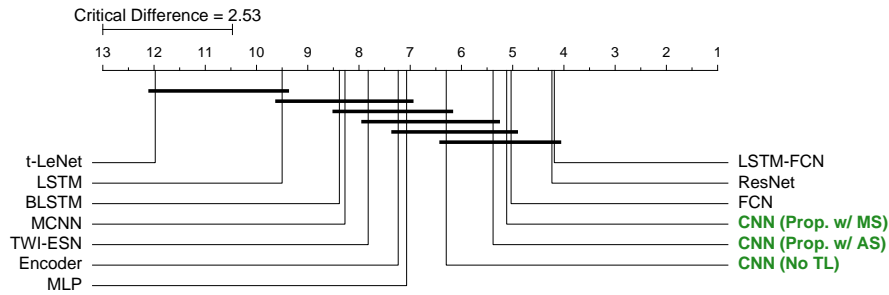 Critical Difference = 2.53
13 12 11 10 9 8 7 6 5 4 3 2 1
t-LeNet
LSTM
BLSTM
MCNN
TWI-ESN
Encoder
MLP
LSTM-FCN
ResNet
FCN
CNN (Prop. w/ MS)
CNN (Prop. w/ AS)
CNN (No TL)